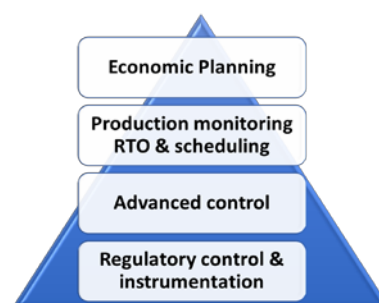 Economic Planning
Production monitoring
RTO & scheduling
Advanced control
Regulatory control &
instrumentation